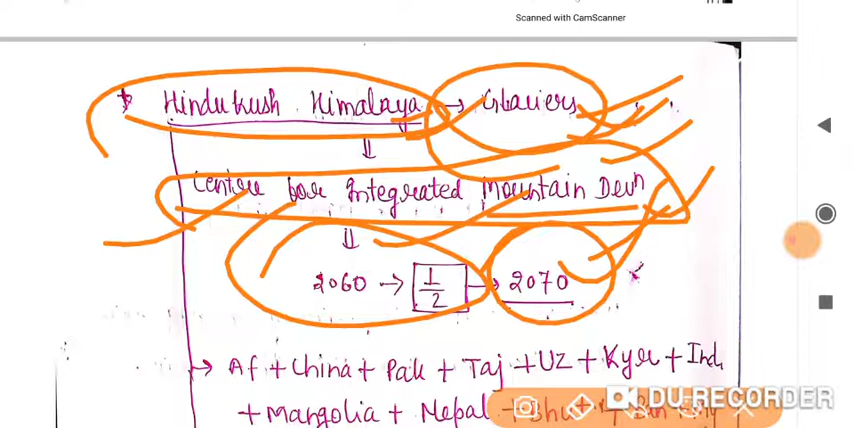 Scanned with CamScanner
* Hindukush Himalaya → Glaciers
⇓
Centre for Integrated Mountain Devn
⇓
2060 → 1/2 → 2070
→ Af + China + Pak + Taj + UZ + Kyr + Ind
DU RECORDER
+ Mangolia + Nepal + Bhu +